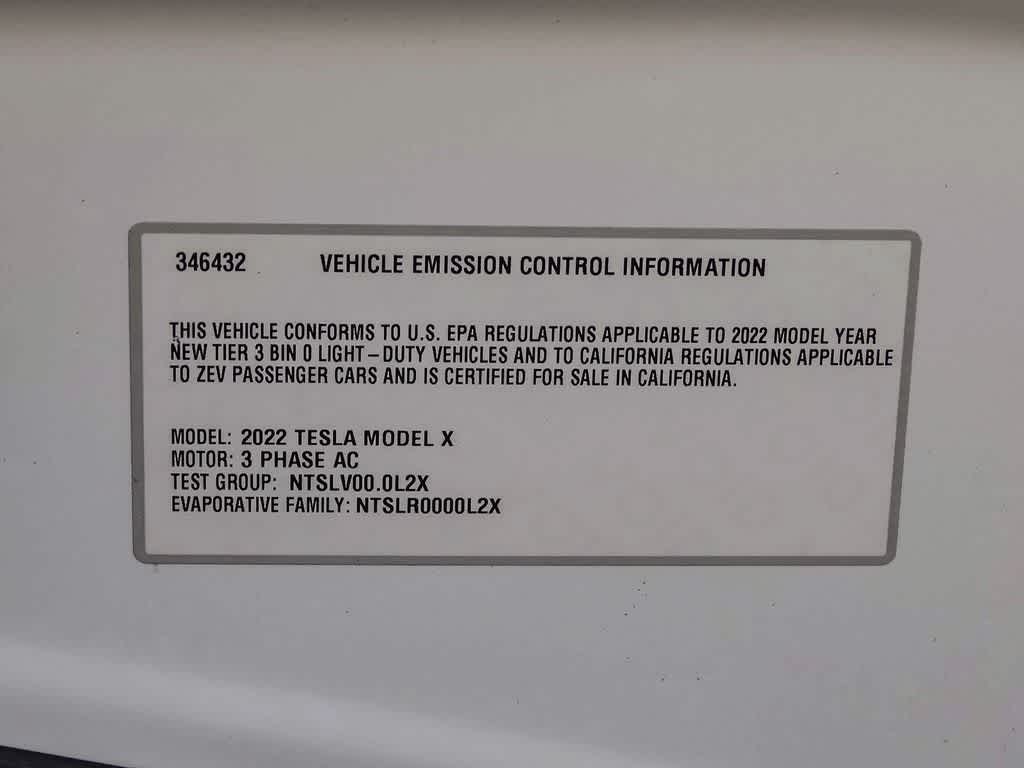 346432 VEHICLE EMISSION CONTROL INFORMATION
THIS VEHICLE CONFORMS TO U.S. EPA REGULATIONS APPLICABLE TO 2022 MODEL YEAR
NEW TIER 3 BIN 0 LIGHT – DUTY VEHICLES AND TO CALIFORNIA REGULATIONS APPLICABLE
TO ZEV PASSENGER CARS AND IS CERTIFIED FOR SALE IN CALIFORNIA.
MODEL: 2022 TESLA MODEL X
MOTOR: 3 PHASE AC
TEST GROUP: NTSLV00.0L2X
EVAPORATIVE FAMILY: NTSLR0000L2X